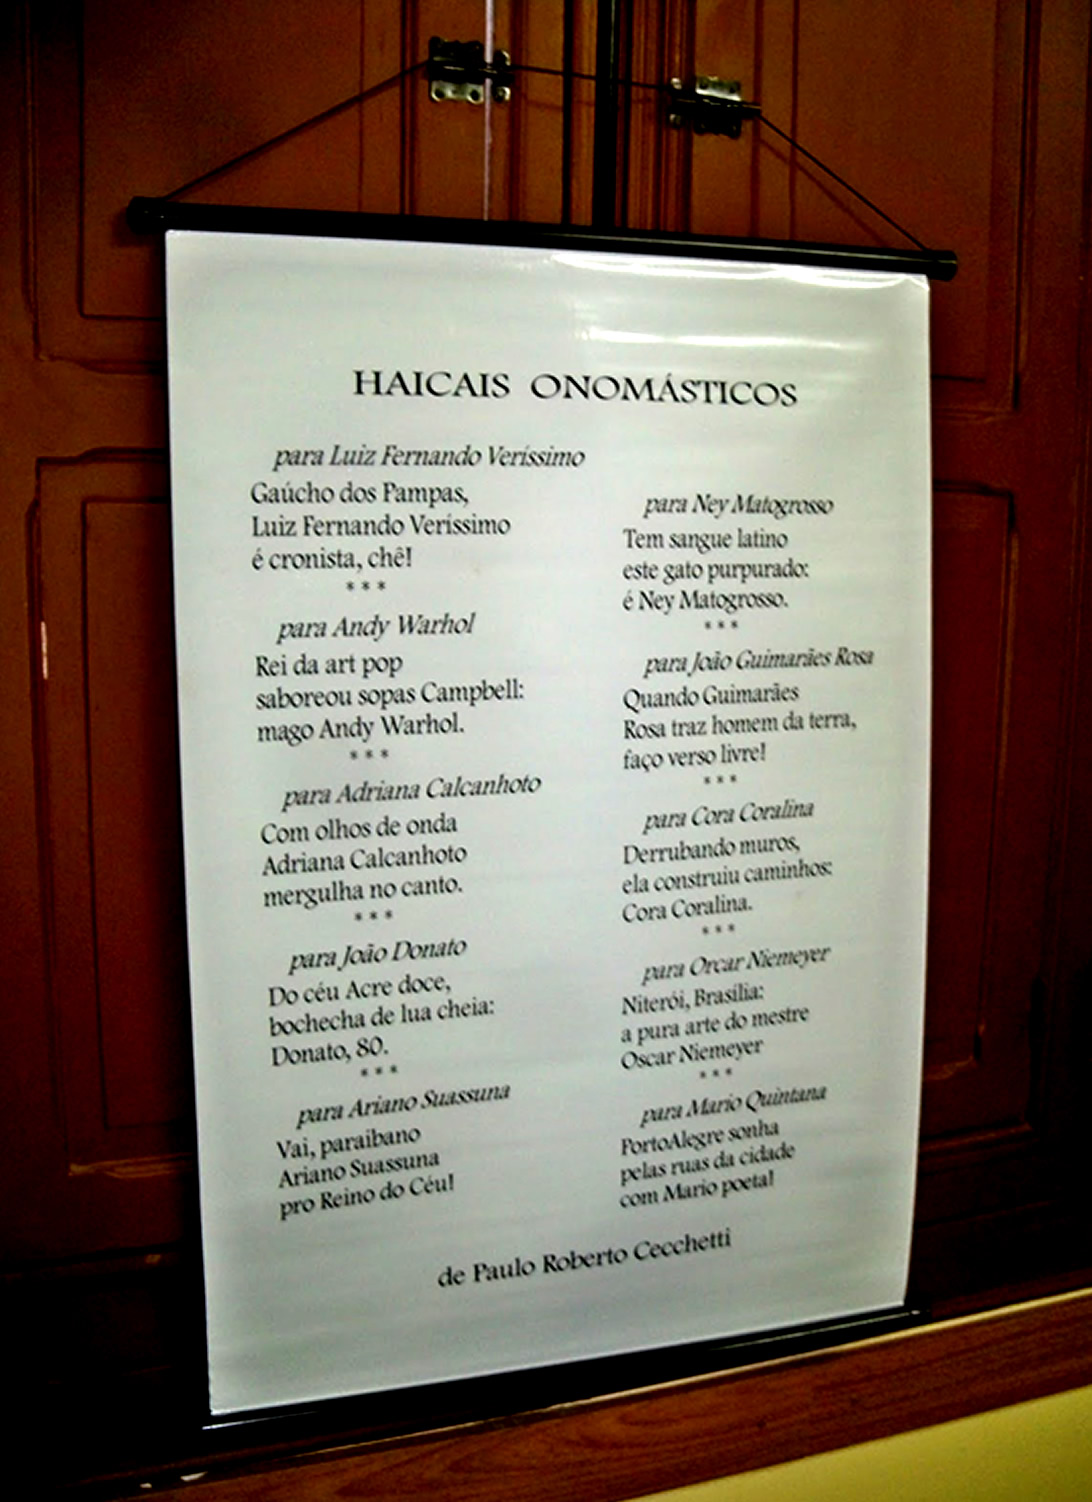 HAICAIS ONOMÁSTICOS
para Luiz Fernando Veríssimo
Gaúcho dos Pampas,
Luiz Fernando Veríssimo
é cronista, chê!
***
para Andy Warhol
Rei da art pop
saboreou sopas Campbell:
mago Andy Warhol.
***
para Adriana Calcanhoto
Com olhos de onda
Adriana Calcanhoto
mergulha no canto.
***
para João Donato
Do céu Acre doce,
bochecha de lua cheia:
Donato, 80.
***
para Ariano Suassuna
Vai, paraibano
Ariano Suassuna
pro Reino do Céu!
para Ney Matogrosso
Tem sangue latino
este gato purpurado:
é Ney Matogrosso.
***
para João Guimarães Rosa
Quando Guimarães
Rosa traz homem da terra,
faço verso livre!
***
para Cora Coralina
Derrubando muros,
ela construiu caminhos:
Cora Coralina.
***
para Orcar Niemeyer
Niterói, Brasília:
a pura arte do mestre
Oscar Niemeyer
***
para Mario Quintana
PortoAlegre sonha
pelas ruas da cidade
com Mario poeta!
de Paulo Roberto Cecchetti